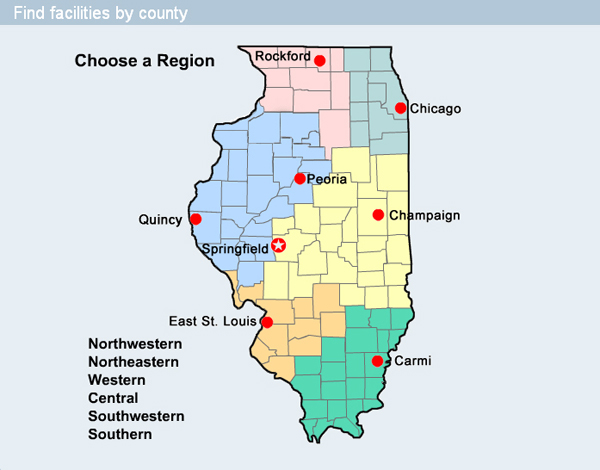 Find facilities by county
Choose a Region
Rockford
Chicago
Peoria
Quincy
Champaign
Springfield
East St. Louis
Carmi
Northwestern
Northeastern
Western
Central
Southwestern
Southern